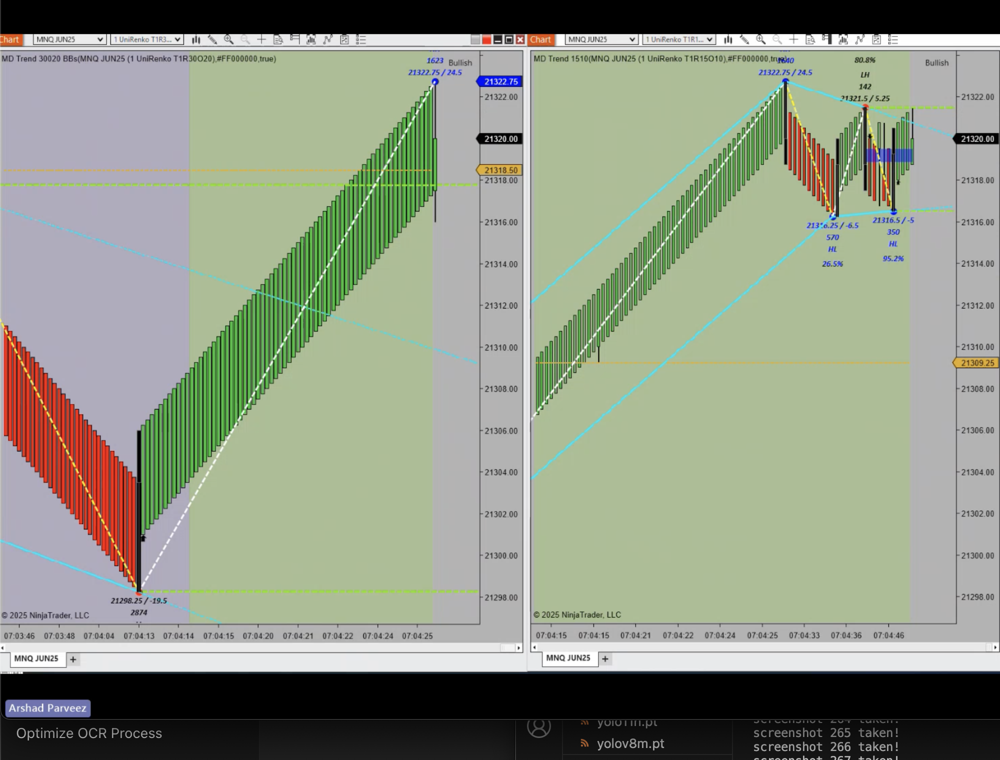 Chart MNQ JUN25 1 UniRenko T1R3...
MD Trend 30020 BBs(MNQ JUN25 (1 UniRenko T1R30O20),#FF000000,true)
1623
Bullish
21322.75 / 24.5
21322.75
21322.00
21320.00
21318.50
21318.00
21316.00
21314.00
21312.00
21310.00
21308.00
21306.00
21304.00
21302.00
21300.00
21298.00
21298.25 / -19.5
2874
© 2025 NinjaTrader, LLC
07:03:46 07:03:48 07:04:04 07:04:13 07:04:14 07:04:15 07:04:20 07:04:22 07:04:24 07:04:25
MNQ JUN25 +
Chart MNQ JUN25 1 UniRenko T1R1...
MD Trend 1510(MNQ JUN25 (1 UniRenko T1R15O10),#FF000000,true)
21322.75 / 24.5
80.8%
LH
142
21321.5 / 5.25
Bullish
21316.25 / -6.5
570
HL
26.5%
21316.5 / -5
350
HL
95.2%
21322.00
21320.00
21318.00
21316.00
21314.00
21312.00
21310.00
21309.25
21308.00
21306.00
21304.00
21302.00
21300.00
21298.00
© 2025 NinjaTrader, LLC
07:04:15 07:04:15 07:04:21 07:04:22 07:04:24 07:04:25 07:04:33 07:04:36 07:04:46
MNQ JUN25 +
Arshad Parveez
Optimize OCR Process
yolo11n.pt
yolov8m.pt
screenshot 264 taken!
screenshot 265 taken!
screenshot 266 taken!
screenshot 267 taken!